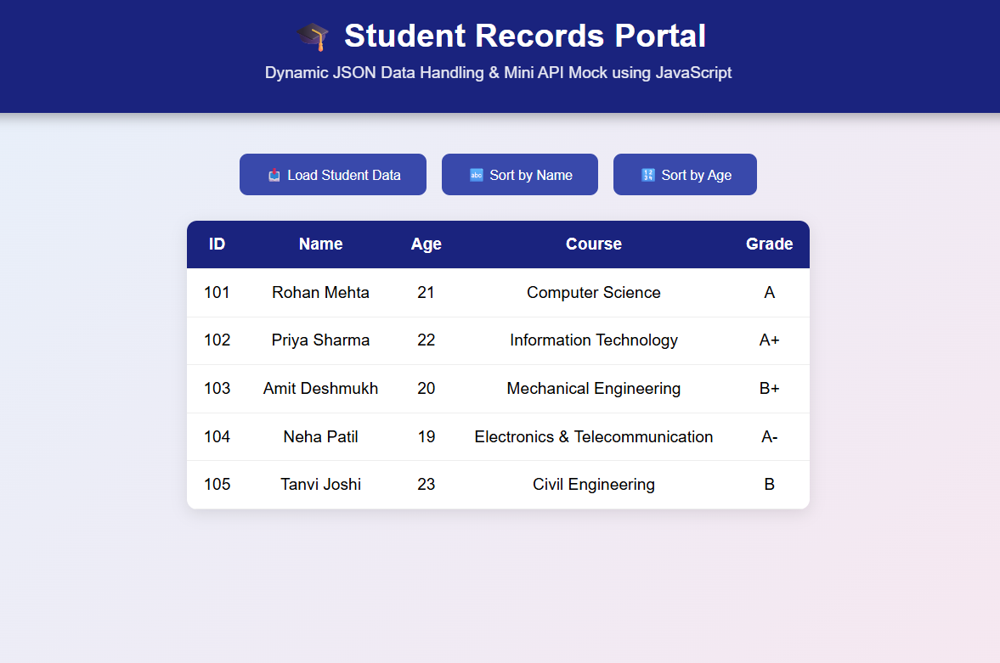 🎓 Student Records Portal
Dynamic JSON Data Handling & Mini API Mock using JavaScript
📥 Load Student Data 🔤 Sort by Name 🔢 Sort by Age
ID Name Age Course Grade
101 Rohan Mehta 21 Computer Science A
102 Priya Sharma 22 Information Technology A+
103 Amit Deshmukh 20 Mechanical Engineering B+
104 Neha Patil 19 Electronics & Telecommunication A-
105 Tanvi Joshi 23 Civil Engineering B